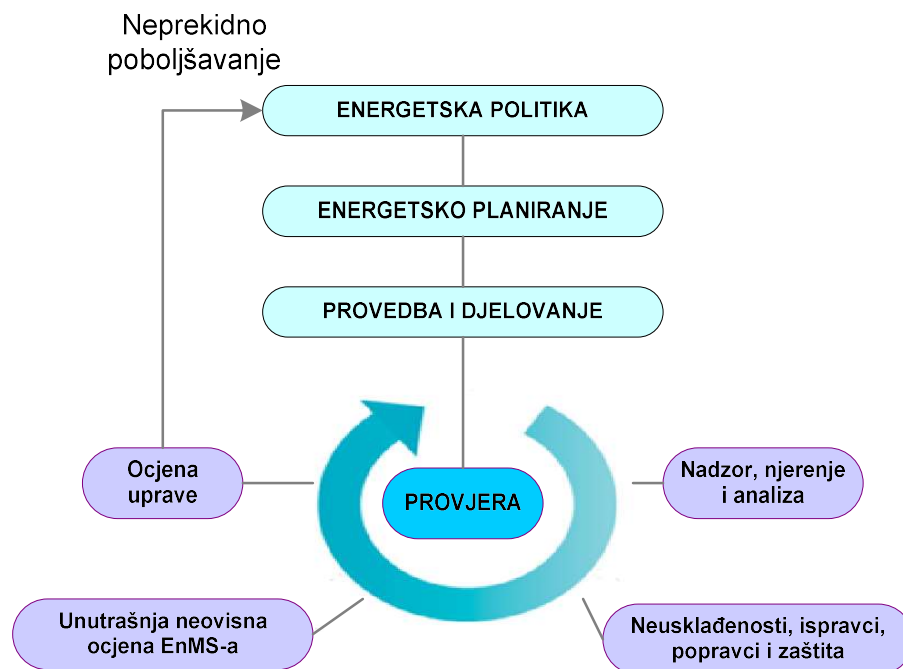 Neprekidno
poboljšavanje
ENERGETSKA POLITIKA
ENERGETSKO PLANIRANJE
PROVEDBA I DJELOVANJE
Ocjena
uprave
PROVJERA
Nadzor, njerenje
i analiza
Unutrašnja neovisna
ocjena EnMS-a
Neusklađenosti, ispravci,
popravci i zaštita